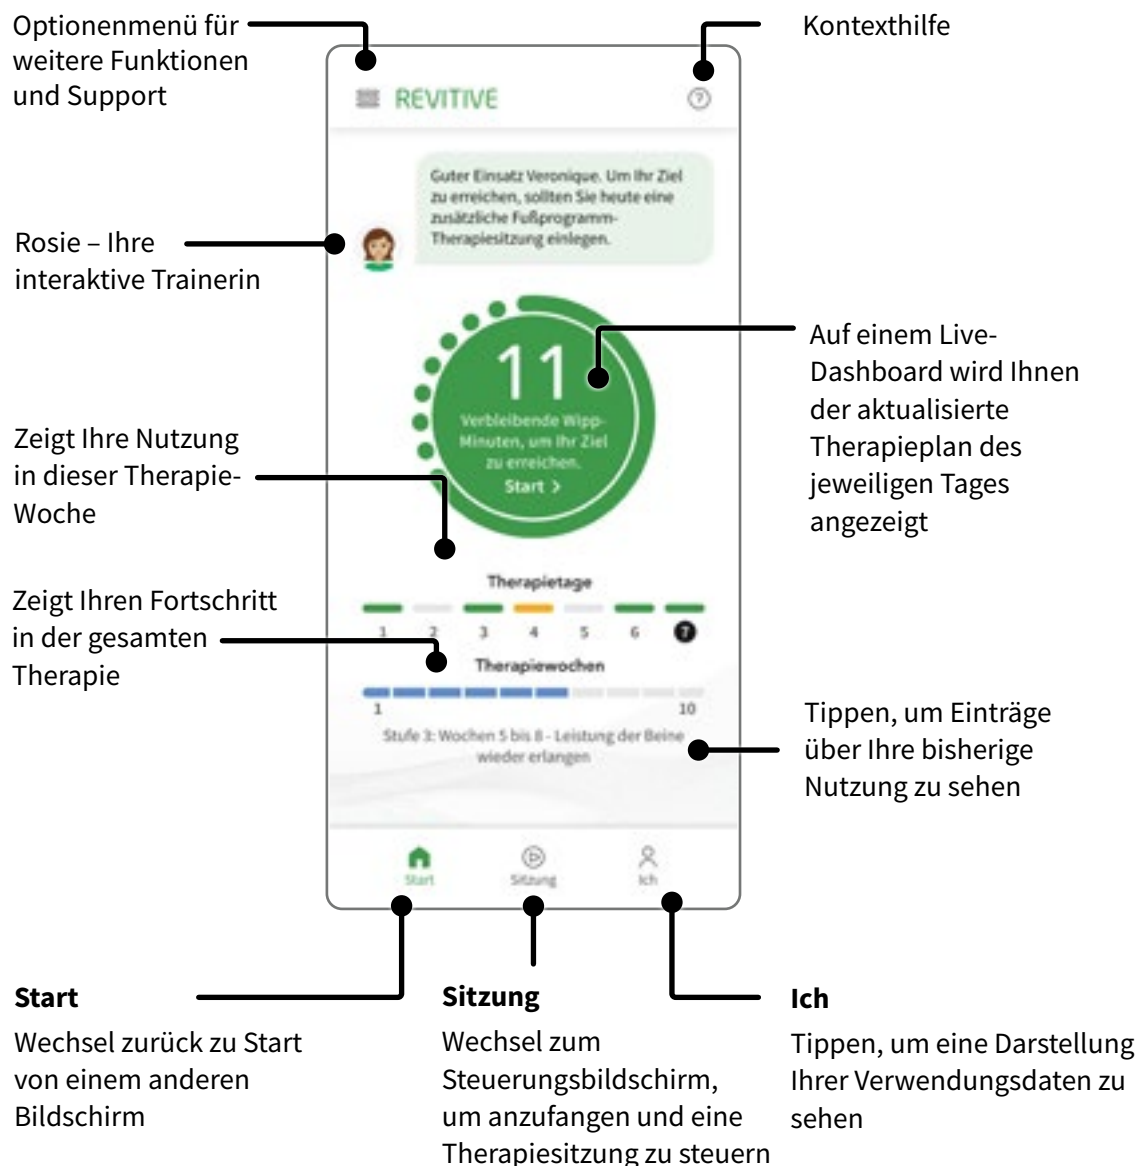 Optionenmenü für
weitere Funktionen
und Support
Kontexthilfe
REVITIVE
Guter Einsatz Veronique. Um Ihr Ziel
zu erreichen, sollten Sie heute eine
zusätzliche Fußprogramm-
Therapiesitzung einlegen.
Rosie – Ihre
interaktive Trainerin
11
Verbleibende Wipp-
Minuten, um Ihr Ziel
zu erreichen.
Start >
Auf einem Live-
Dashboard wird Ihnen
der aktualisierte
Therapieplan des
jeweiligen Tages
angezeigt
Zeigt Ihre Nutzung
in dieser Therapie-
Woche
Therapietage
1 2 3 4 5 6 7
Zeigt Ihren Fortschritt
in der gesamten
Therapie
Therapiewochen
1 10
Stufe 3: Wochen 5 bis 8 - Leistung der Beine
wieder erlangen
Tippen, um Einträge
über Ihre bisherige
Nutzung zu sehen
Start Sitzung Ich
Start
Wechsel zurück zu Start
von einem anderen
Bildschirm
Sitzung
Wechsel zum
Steuerungsbildschirm,
um anzufangen und eine
Therapiesitzung zu steuern
Ich
Tippen, um eine Darstellung
Ihrer Verwendungsdaten zu
sehen